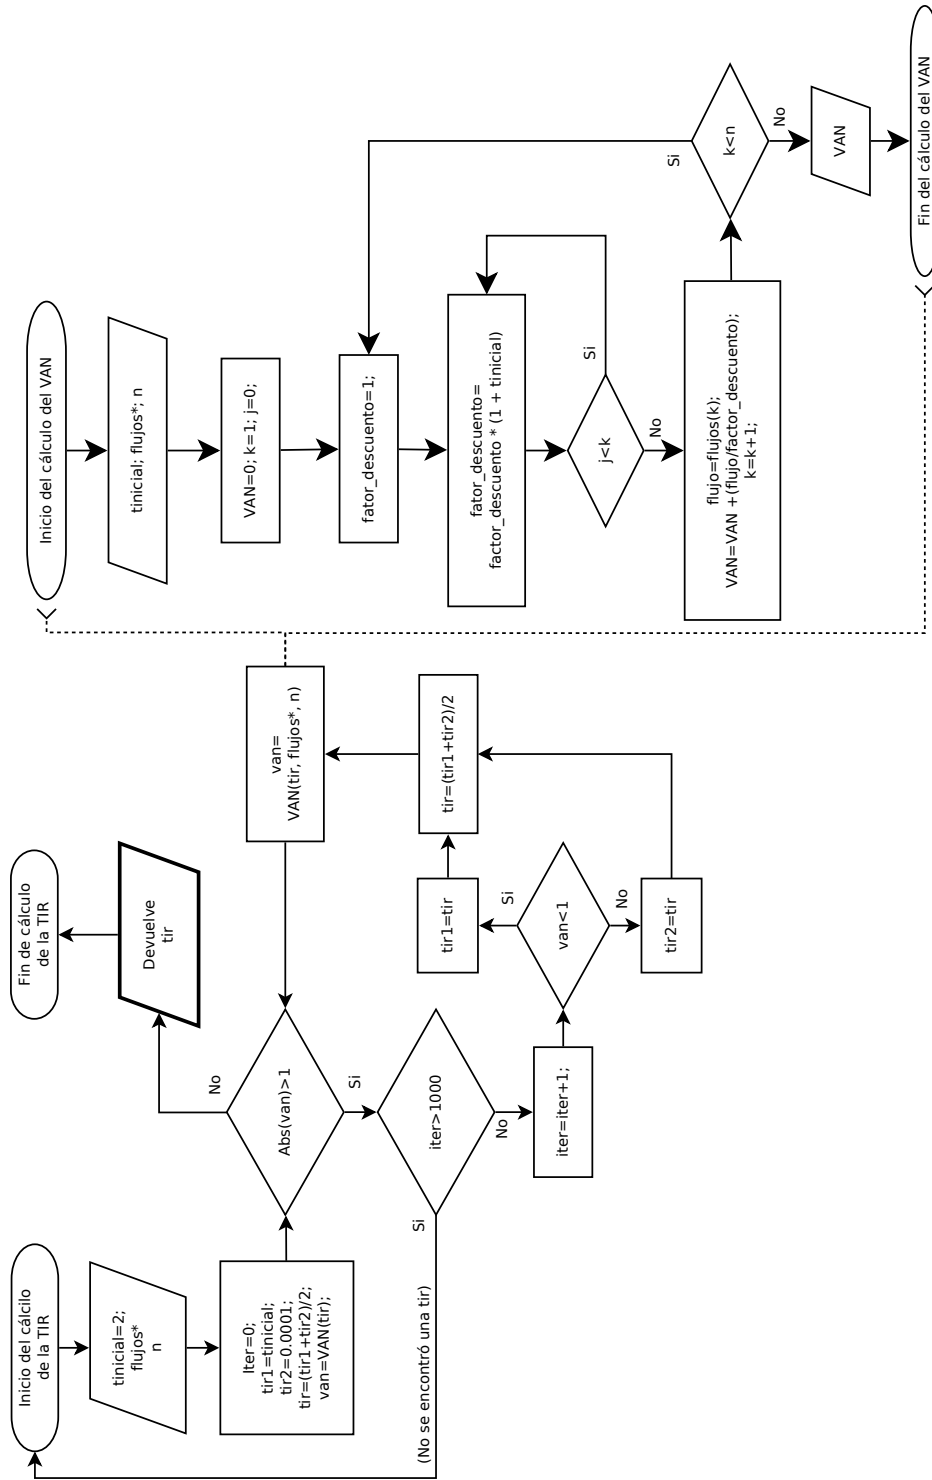 Inicio del cálcilo
de la TIR
tinicial=2;
flujos*
n
Iter=0;
tir1=tinicial;
tir2=0.0001;
tir=(tir1+tir2)/2;
van=VAN(tir);
Abs(van)>1
No
Si
Devuelve
tir
Fin de cálculo
de la TIR
iter>1000
Si
(No se encontró una tir)
No
iter=iter+1;
van<1
Si
No
tir1=tir
tir2=tir
tir=(tir1+tir2)/2
van=
VAN(tir, flujos*, n)
Inicio del cálculo del VAN
tinicial; flujos*; n
VAN=0; k=1; j=0;
fator_descuento=1;
fator_descuento=
factor_descuento * (1 + tinicial)
j<k
Si
No
flujo=flujos(k);
VAN=VAN +(flujo/factor_descuento);
k=k+1;
k<n
Si
No
VAN
Fin del cálculo del VAN